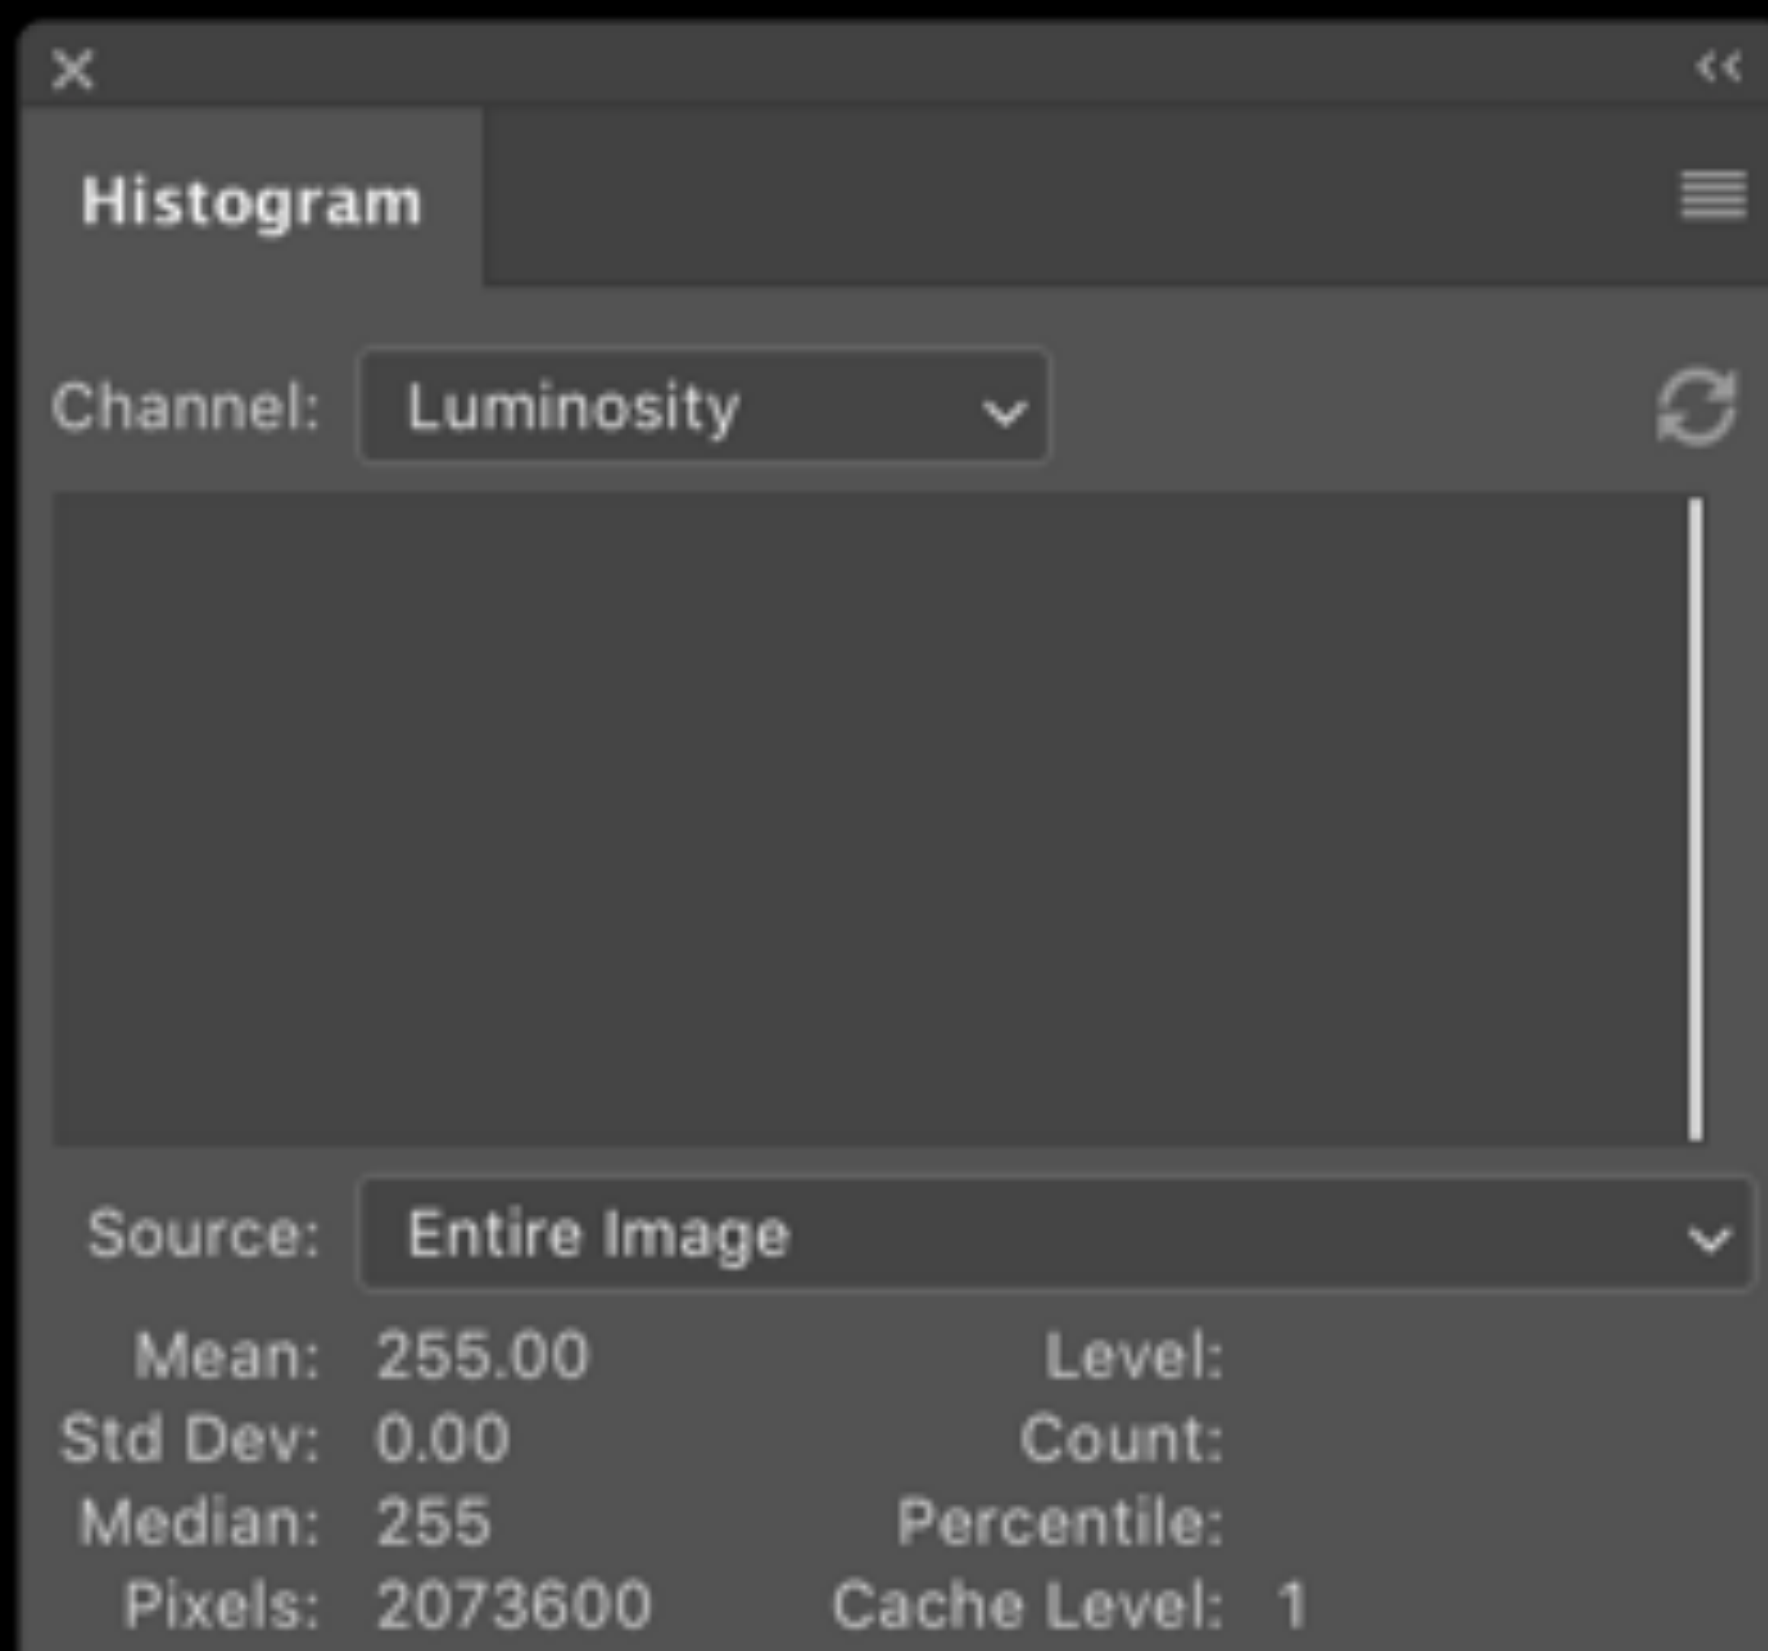 Histogram
Channel: Luminosity
Source: Entire Image
Mean: 255.00 Level:
Std Dev: 0.00 Count:
Median: 255 Percentile:
Pixels: 2073600 Cache Level: 1